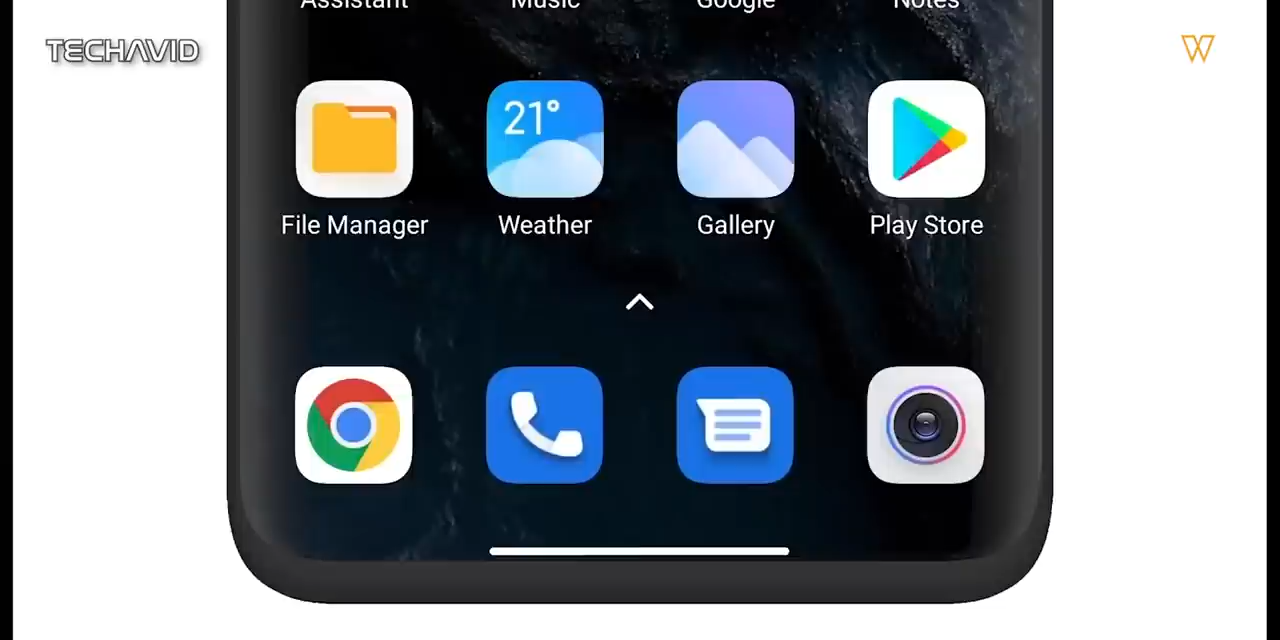 Assistant Music Google Notes
TECHAVID
W
21°
File Manager Weather Gallery Play Store